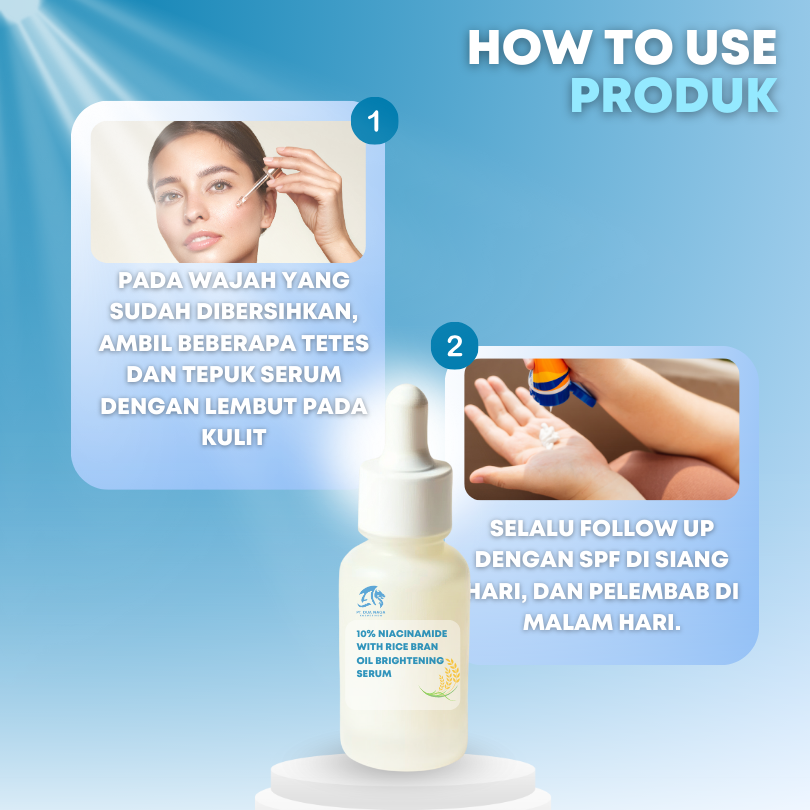 HOW TO USE
PRODUK
1
PADA WAJAH YANG
SUDAH DIBERSIHKAN,
AMBIL BEBERAPA TETES
DAN TEPUK SERUM
DENGAN LEMBUT PADA
KULIT
2
SELALU FOLLOW UP
DENGAN SPF DI SIANG
HARI, DAN PELEMBAB DI
MALAM HARI.
10% NIACINAMIDE
WITH RICE BRAN
OIL BRIGHTENING
SERUM